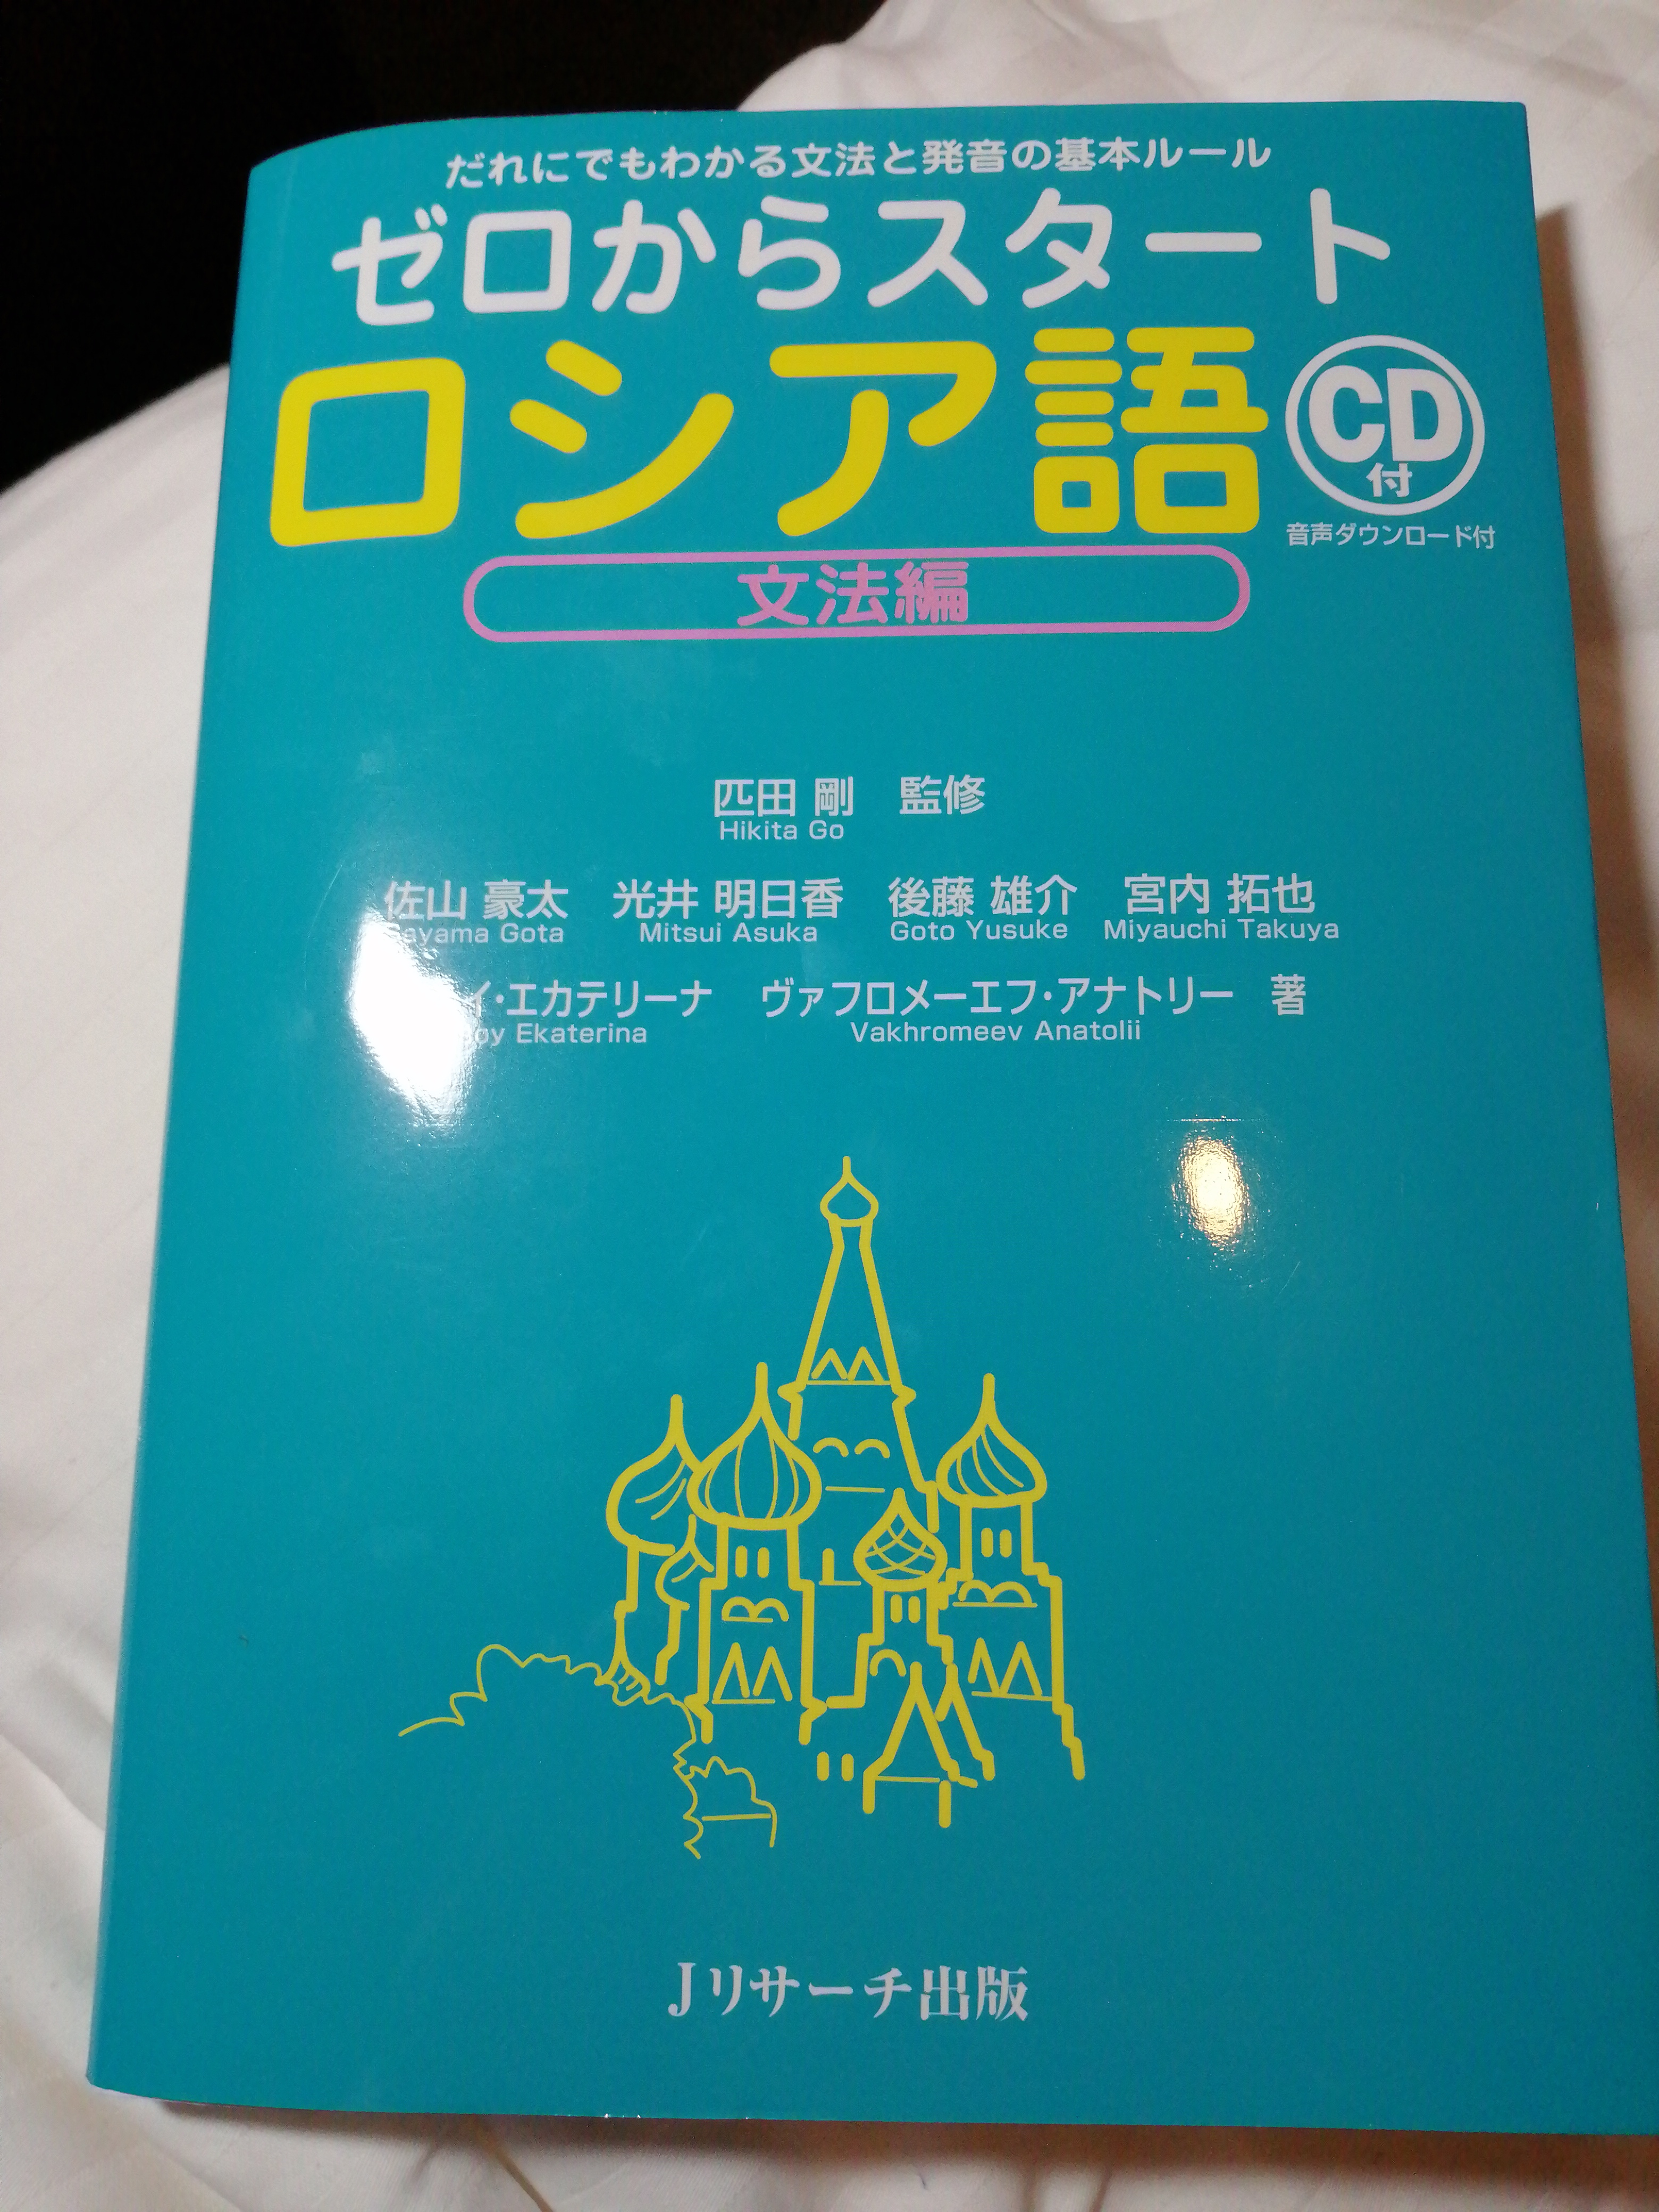 だれにでもわかる文法と発音の基本ルール
ゼロからスタート
ロシア語
CD
付
音声ダウンロード付
文法編
匹田 剛 監修
Hikita Go
佐山 豪太 光井 明日香 後藤 雄介 宮内 拓也
Gota Mitsui Asuka Goto Yusuke Miyauchi Takuya
エカテリーナ ヴァフロメーエフ・アナトリー 著
Ekaterina Vakhromeev Anatolii
Jリサーチ出版